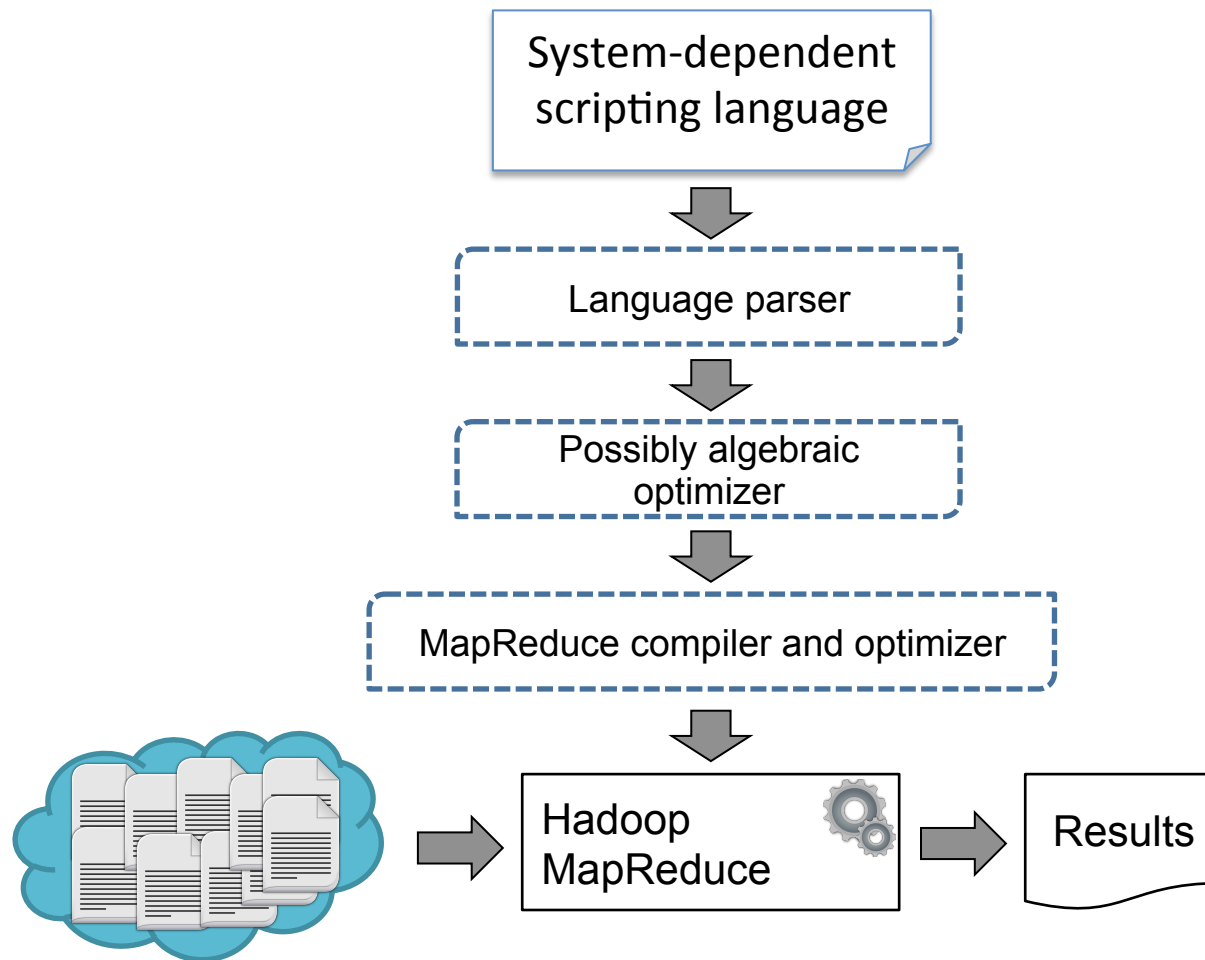 System-dependent
scripting language
Language parser
Possibly algebraic
optimizer
MapReduce compiler and optimizer
Hadoop
MapReduce
Results